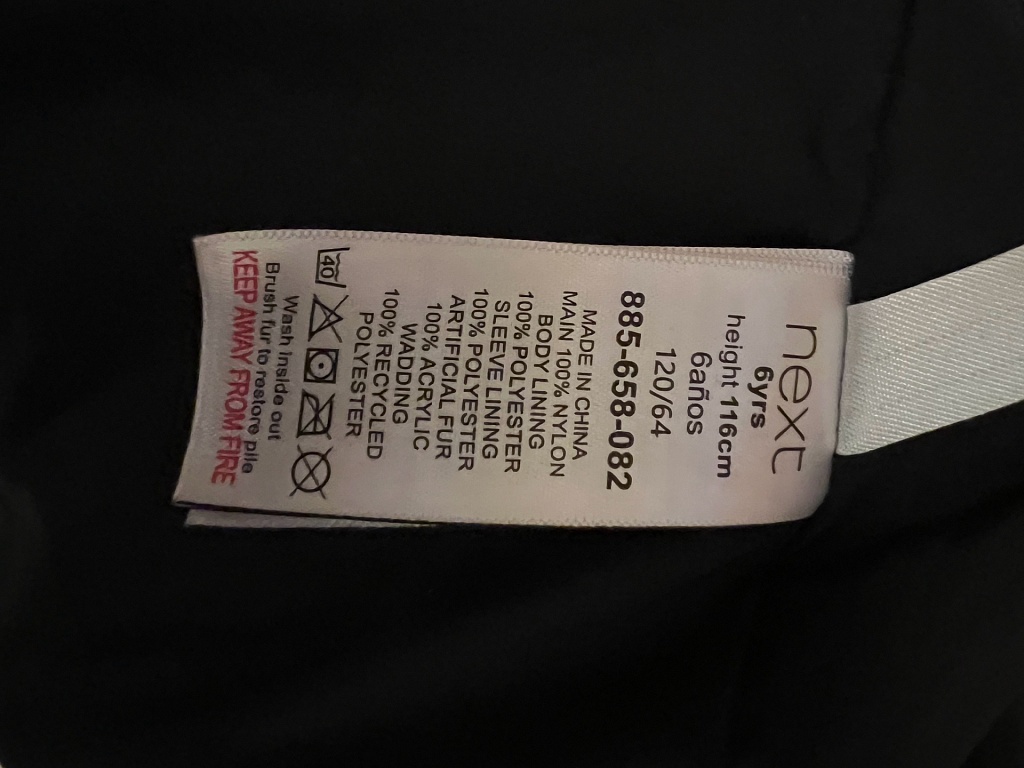 next
6yrs
height 116cm
6años
120/64
885-658-082
MADE IN CHINA
MAIN 100% NYLON
BODY LINING
100% POLYESTER
SLEEVE LINING
100% POLYESTER
ARTIFICIAL FUR
100% ACRYLIC
WADDING
100% RECYCLED
POLYESTER
40
Wash inside out
Brush fur to restore pile
KEEP AWAY FROM FIRE